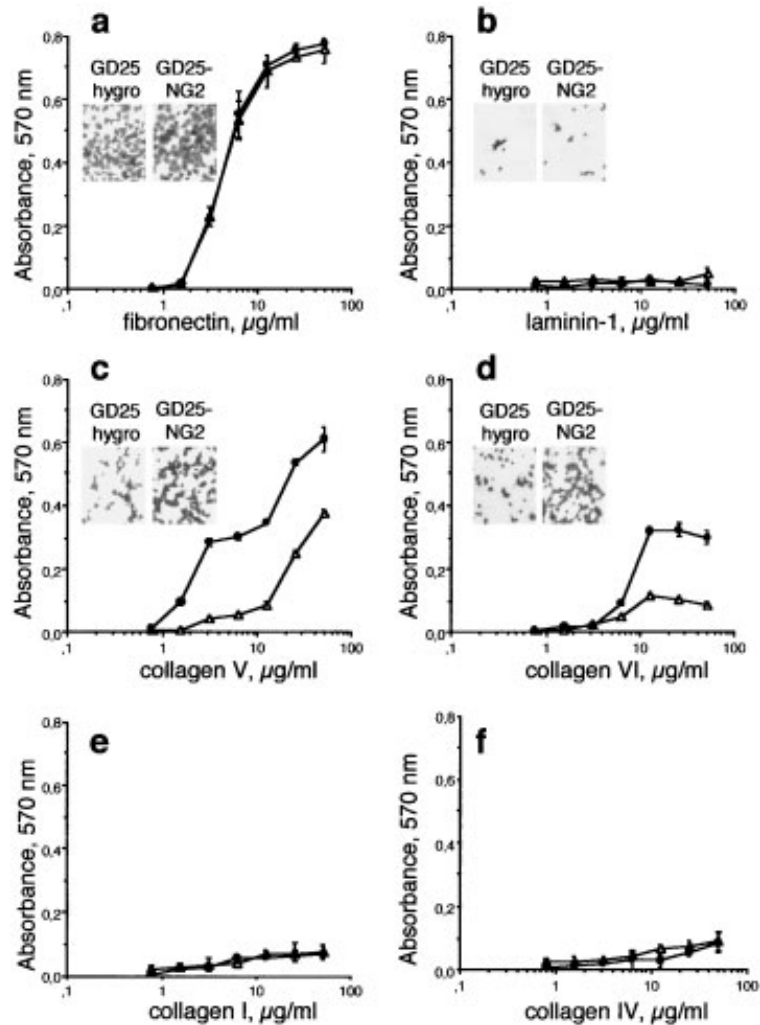 a
GD25 hygro
GD25-NG2
Absorbance, 570 nm
0,8
0,6
0,4
0,2
0,0
,1
1
10
100
fibronectin, µg/ml
b
GD25 hygro
GD25-NG2
Absorbance, 570 nm
0,8
0,6
0,4
0,2
0,0
,1
1
10
100
laminin-1, µg/ml
c
GD25 hygro
GD25-NG2
Absorbance, 570 nm
0,8
0,6
0,4
0,2
0,0
,1
1
10
100
collagen V, µg/ml
d
GD25 hygro
GD25-NG2
Absorbance, 570 nm
0,8
0,6
0,4
0,2
0,0
,1
1
10
100
collagen VI, µg/ml
e
Absorbance, 570 nm
0,8
0,6
0,4
0,2
0,0
,1
1
10
100
collagen I, µg/ml
f
Absorbance, 570 nm
0,8
0,6
0,4
0,2
0,0
,1
1
10
100
collagen IV, µg/ml